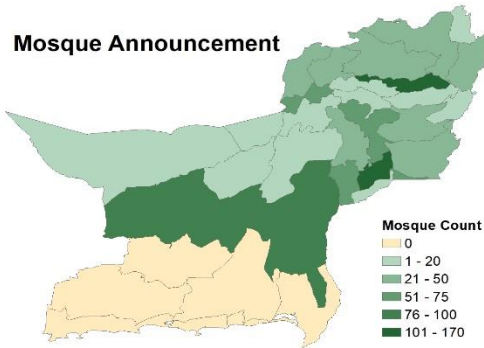 Mosque Announcement
Mosque Count
0
1 - 20
21 - 50
51 - 75
76 - 100
101 - 170